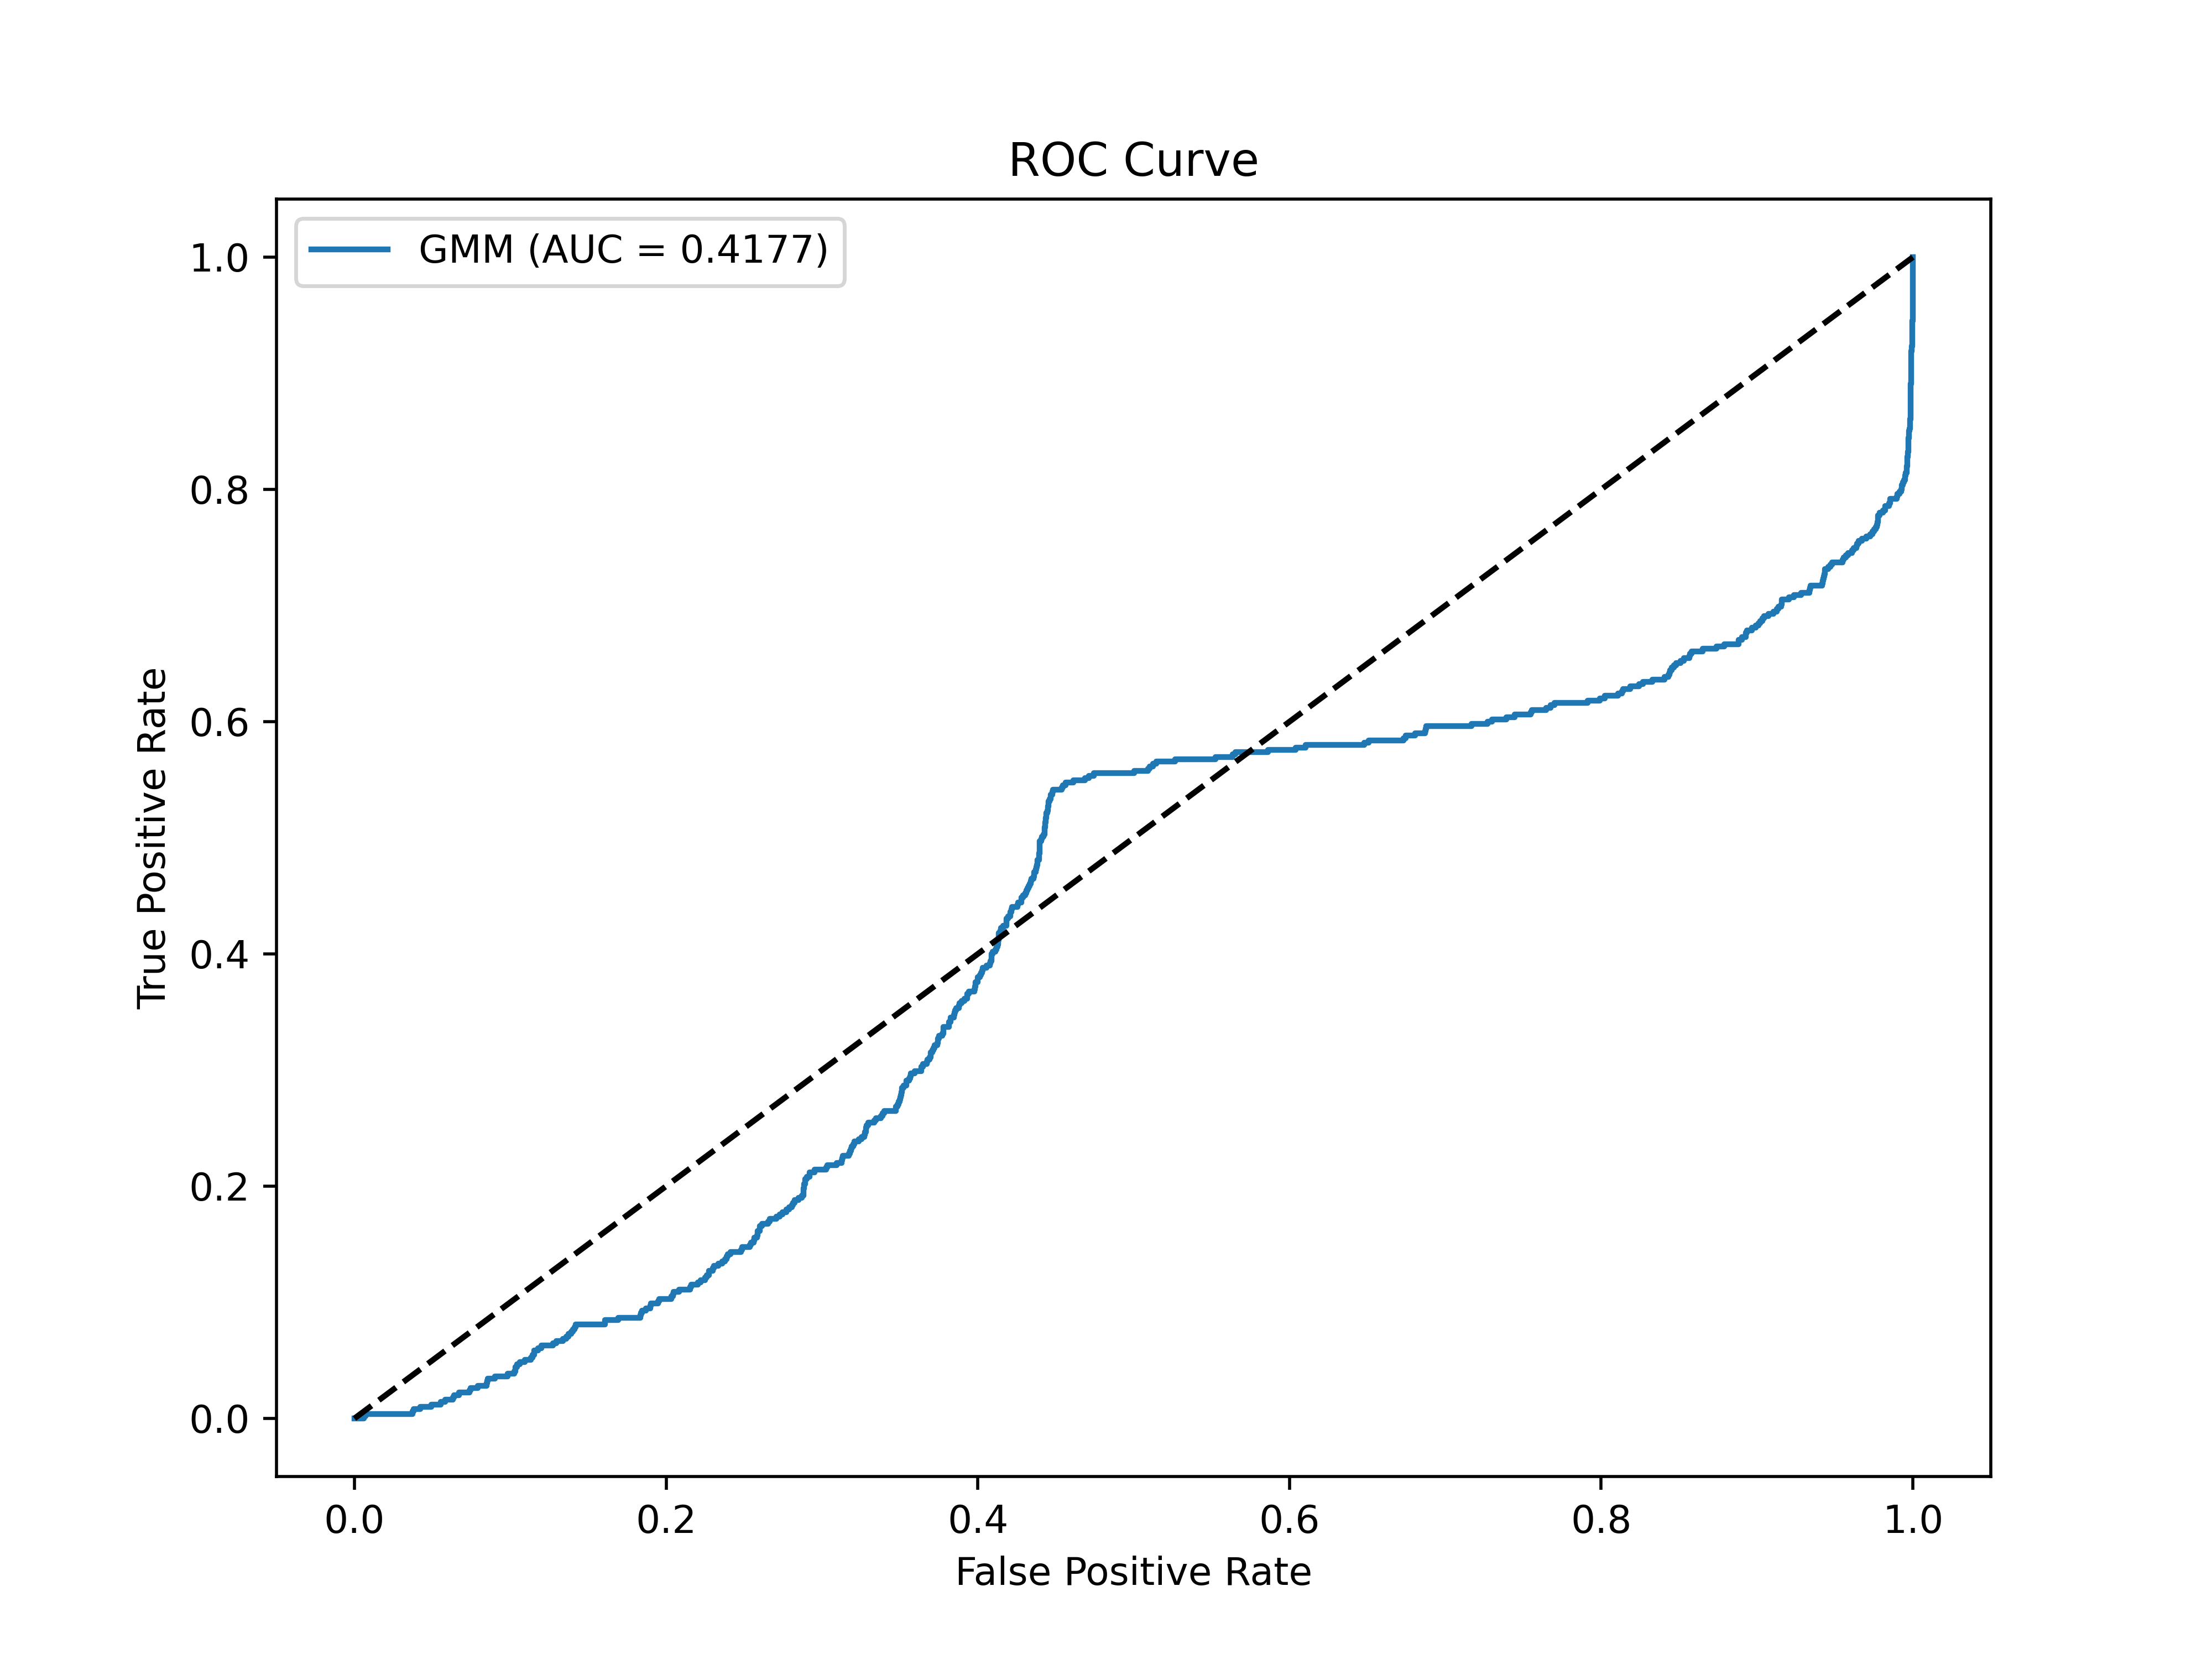 ROC Curve
GMM (AUC = 0.4177)
1.0
0.8
0.6
0.4
0.2
0.0
True Positive Rate
0.0 0.2 0.4 0.6 0.8 1.0
False Positive Rate